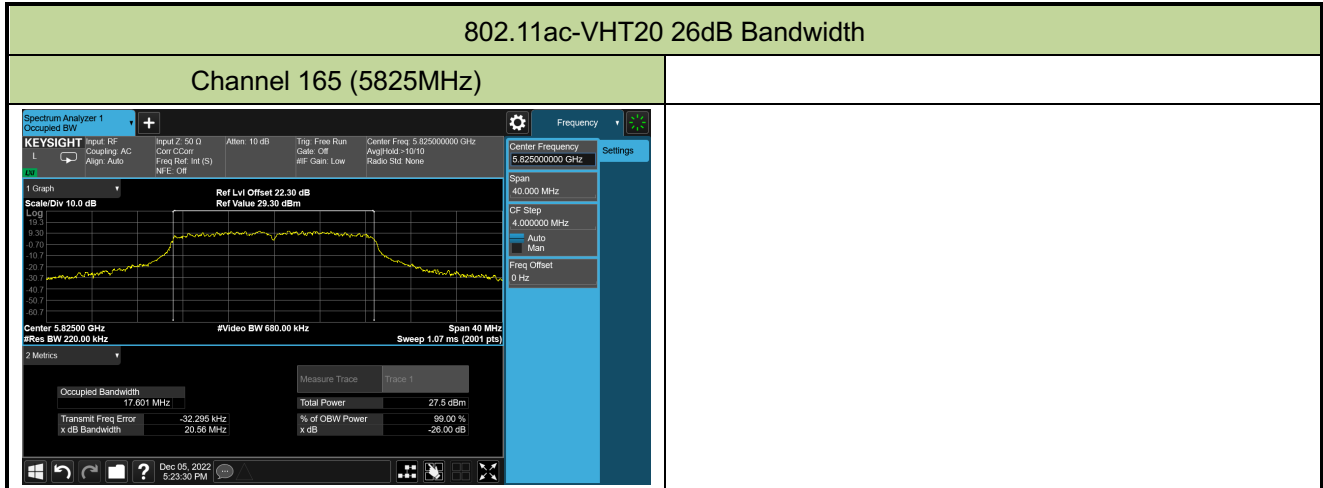 802.11ac-VHT20 26dB Bandwidth
Channel 165 (5825MHz)
Spectrum Analyzer 1
Occupied BW
+
Frequency
KEYSIGHT
L
Input: RF
Coupling: AC
Align: Auto
Input Z: 50 Ω
Corr CCorr
Freq Ref: Int (S)
NFE: Off
Atten: 10 dB
Trig: Free Run
Gate: Off
#IF Gain: Low
Center Freq: 5.825000000 GHz
Avg|Hold:>10/10
Radio Std: None
Center Frequency
5.825000000 GHz
Settings
Span
40.000 MHz
CF Step
4.000000 MHz
Auto
Man
Freq Offset
0 Hz
1 Graph
Scale/Div 10.0 dB
Ref Lvl Offset 22.30 dB
Ref Value 29.30 dBm
Log
19.3
9.30
-0.70
-10.7
-20.7
-30.7
-40.7
-50.7
-60.7
Center 5.82500 GHz
#Video BW 680.00 kHz
Span 40 MHz
#Res BW 220.00 kHz
Sweep 1.07 ms (2001 pts)
2 Metrics
Measure Trace
Trace 1
Occupied Bandwidth
17.601 MHz
Total Power
27.5 dBm
Transmit Freq Error
-32.295 kHz
% of OBW Power
99.00 %
x dB Bandwidth
20.56 MHz
x dB
-26.00 dB
?
Dec 05, 2022
5:23:30 PM